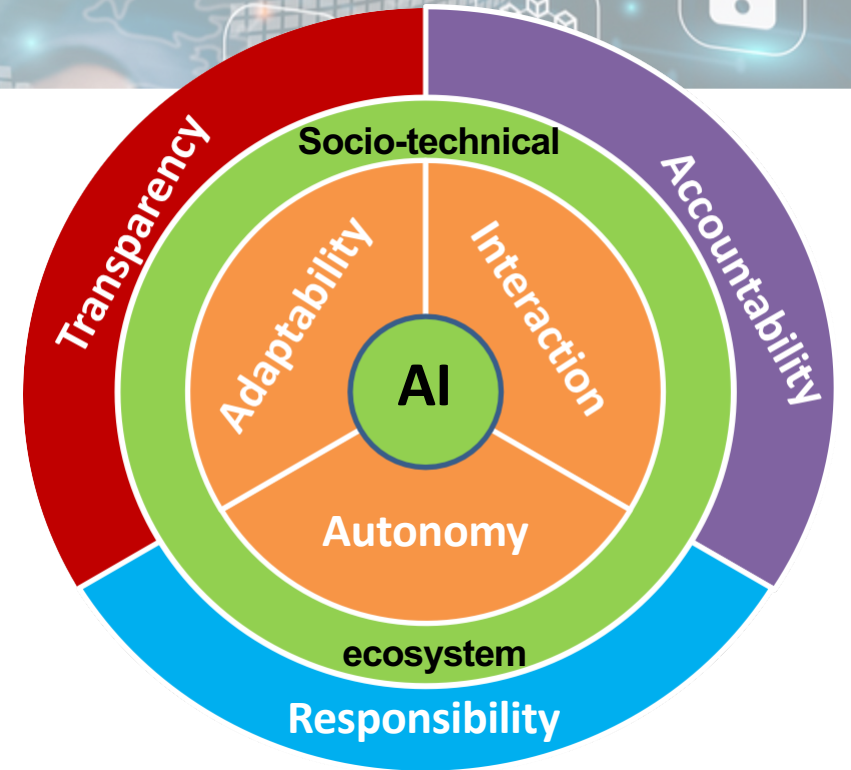 Socio-technical
Transparency
Accountability
Adaptability
Interaction
AI
Autonomy
ecosystem
Responsibility